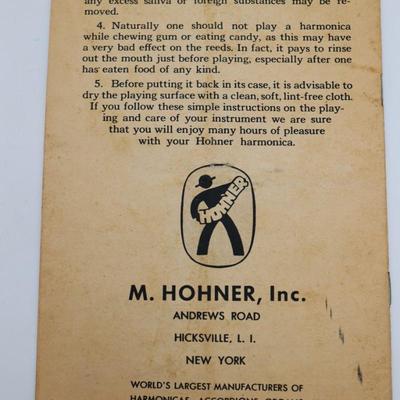 any excess saliva or foreign substances may be re-
moved.
4. Naturally one should not play a harmonica
while chewing gum or eating candy, as this may have
a very bad effect on the reeds. In fact, it pays to rinse
out the mouth just before playing, especially after one
has eaten food of any kind.
5. Before putting it back in its case, it is advisable to
dry the playing surface with a clean, soft, lint-free cloth.
If you follow these simple instructions on the play-
ing and care of your instrument we are sure
that you will enjoy many hours of pleasure
with your Hohner harmonica.
HOHNER
M. HOHNER, Inc.
ANDREWS ROAD
HICKSVILLE, L. I.
NEW YORK
WORLD'S LARGEST MANUFACTURERS OF
HARMONICAS, ACCORDIONS, ORGANS